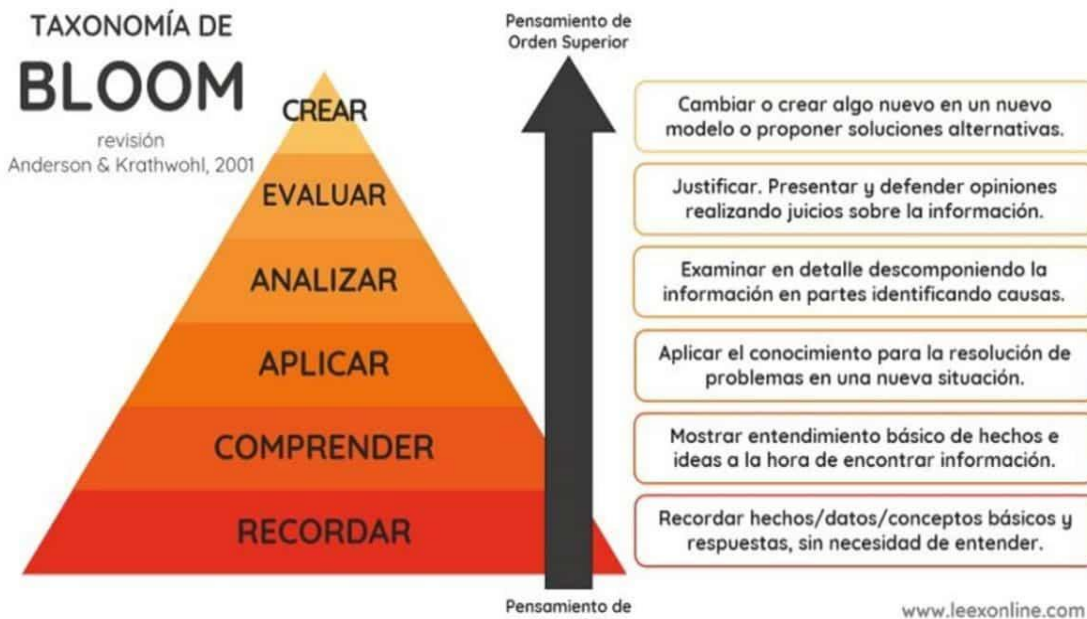 TAXONOMÍA DE
BLOOM
revisión
Anderson & Krathwohl, 2001
CREAR
EVALUAR
ANALIZAR
APLICAR
COMPRENDER
RECORDAR
Pensamiento de
Orden Superior
Pensamiento de
Cambiar o crear algo nuevo en un nuevo
modelo o proponer soluciones alternativas.
Justificar. Presentar y defender opiniones
realizando juicios sobre la información.
Examinar en detalle descomponiendo la
información en partes identificando causas.
Aplicar el conocimiento para la resolución de
problemas en una nueva situación.
Mostrar entendimiento básico de hechos e
ideas a la hora de encontrar información.
Recordar hechos/datos/conceptos básicos y
respuestas, sin necesidad de entender.
www.leexonline.com